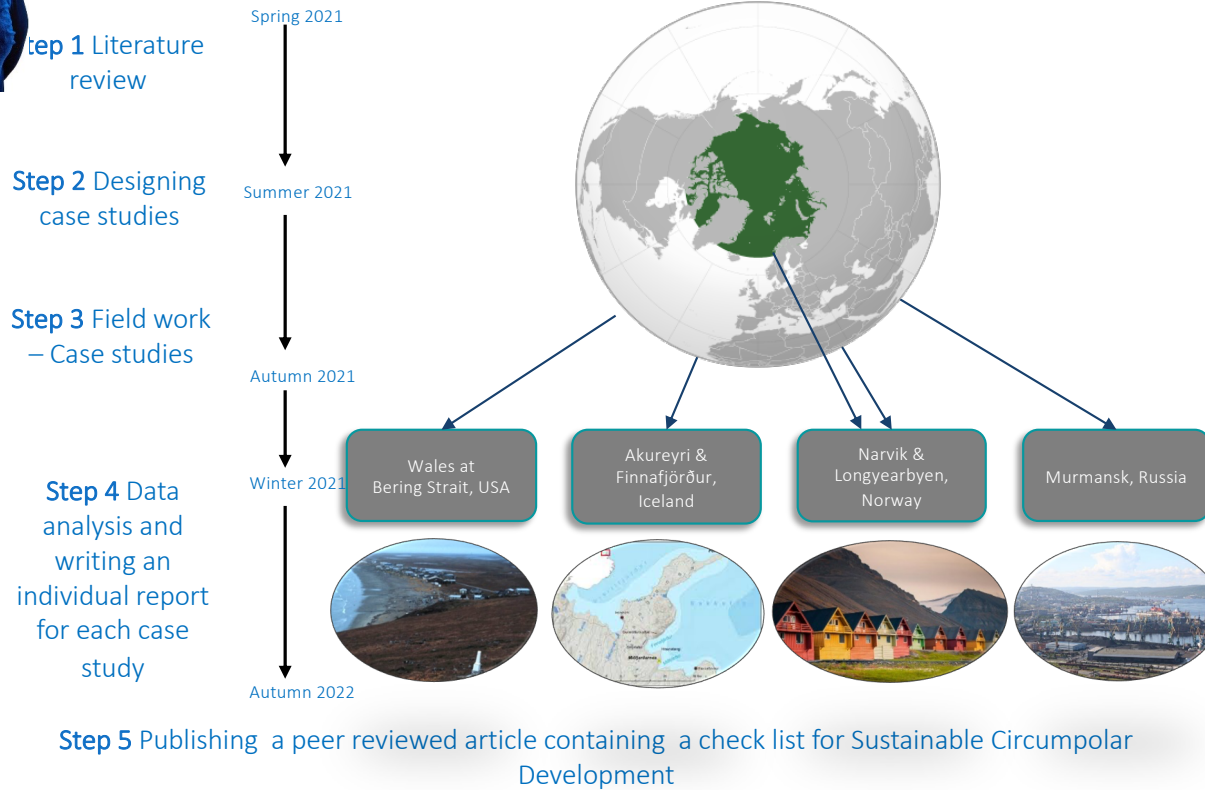 Spring 2021
tep 1 Literature
review
Step 2 Designing
case studies
Summer 2021
Step 3 Field work
– Case studies
Autumn 2021
Wales at
Bering Strait, USA
Akureyri &
Finnafjörður,
Iceland
Narvik &
Longyearbyen,
Norway
Murmansk, Russia
Winter 2021
Step 4 Data
analysis and
writing an
individual report
for each case
study
Autumn 2022
Step 5 Publishing a peer reviewed article containing a check list for Sustainable Circumpolar
Development